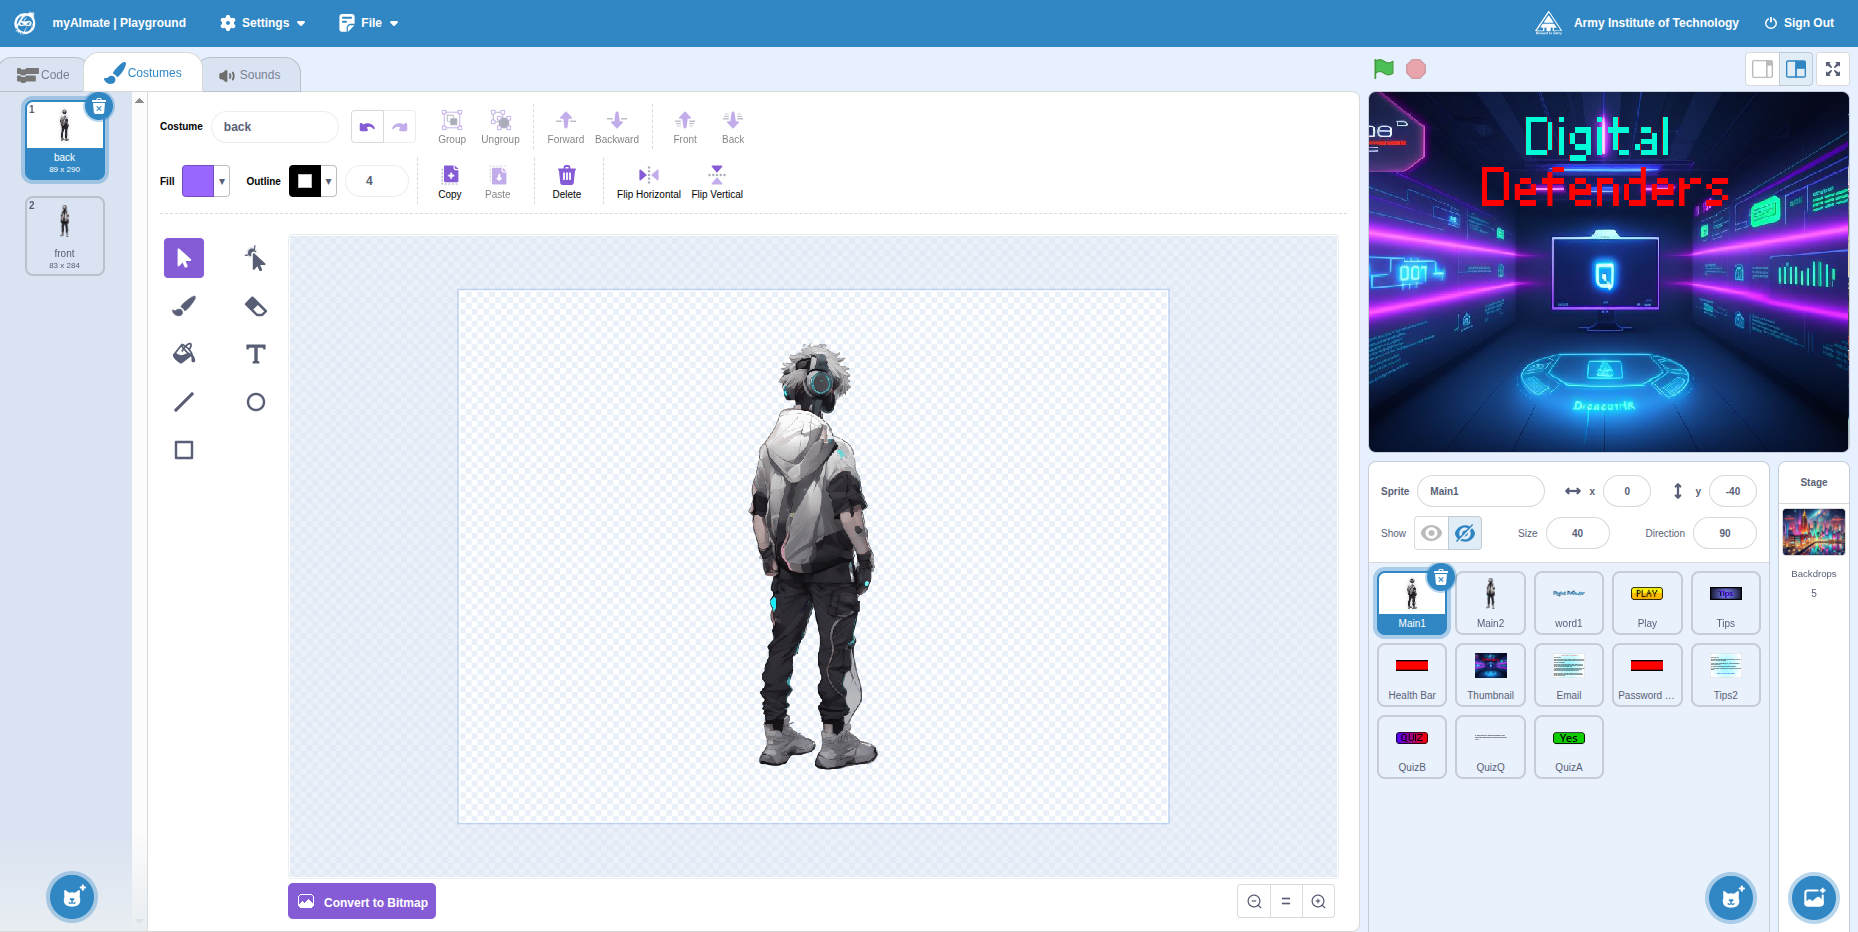 myAImate | Playground
Settings
File
Army Institute of Technology
Sign Out
Code
Costumes
Sounds
1
back
89 x 290
2
front
83 x 284
Costume
back
Group
Ungroup
Forward
Backward
Front
Back
Fill
Outline
4
Copy
Paste
Delete
Flip Horizontal
Flip Vertical
Convert to Bitmap
Digital
Defenders
007
Sprite
Main1
x
0
y
-40
Show
Size
40
Direction
90
Main1
Main2
word1
PLAY
Play
Tips
Tips
Health Bar
Thumbnail
Email
Password ...
Tips2
QUIZ
QuizB
QuizQ
Yes
QuizA
Stage
Backdrops
5